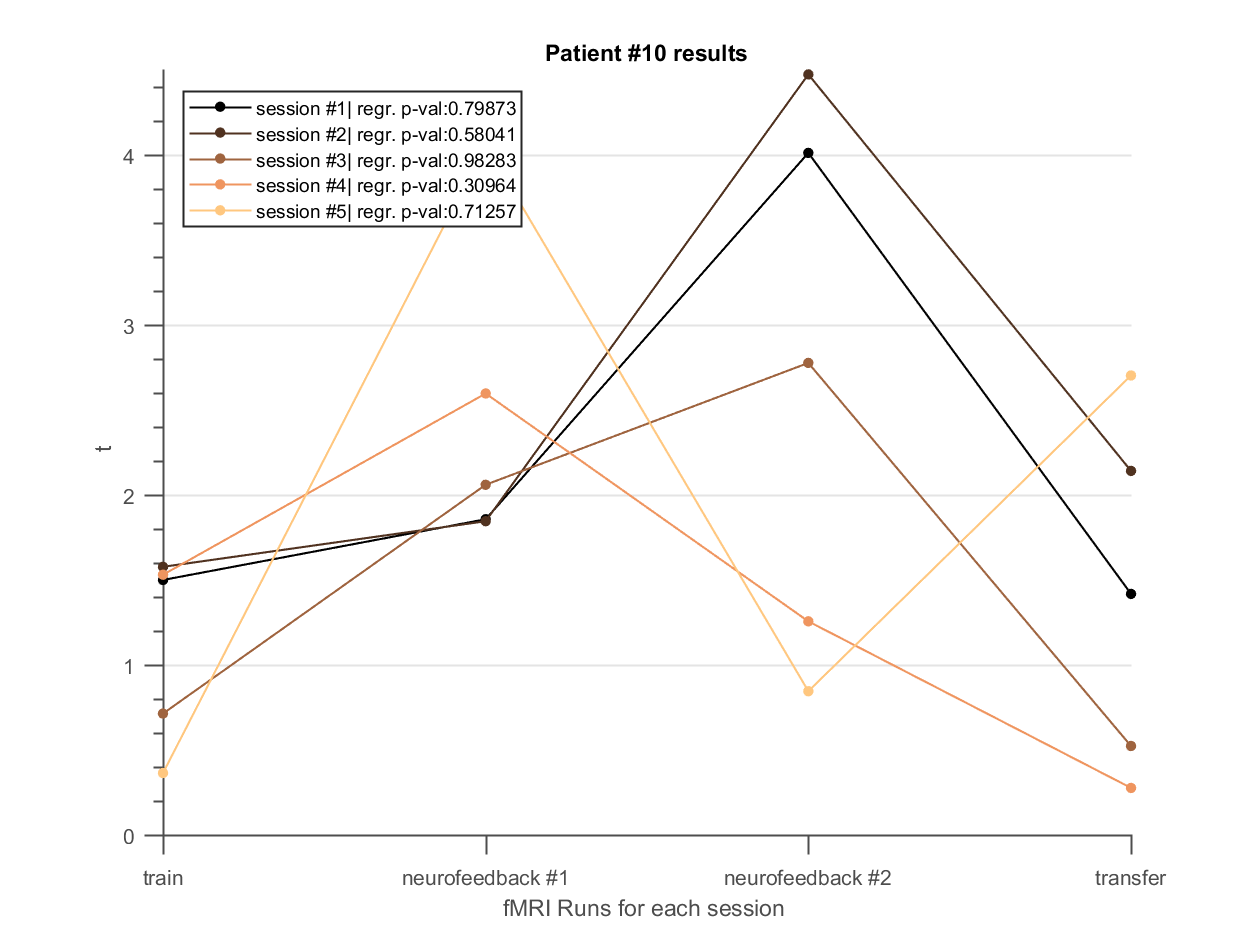 Patient #10 results
session #1| regr. p-val:0.79873
session #2| regr. p-val:0.58041
session #3| regr. p-val:0.98283
session #4| regr. p-val:0.30964
session #5| regr. p-val:0.71257
4
3
t
2
1
0
train neurofeedback #1 neurofeedback #2 transfer
fMRI Runs for each session